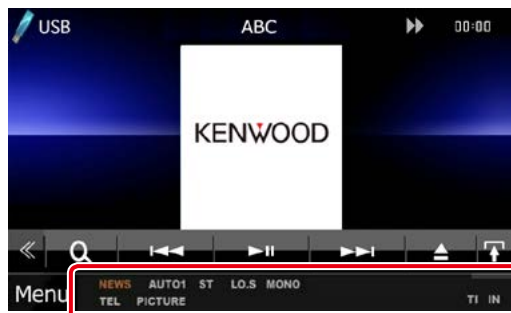 USB ABC 00:00
KENWOOD
Menu
NEWS AUTO1 ST LO.S MONO
TEL PICTURE TI IN